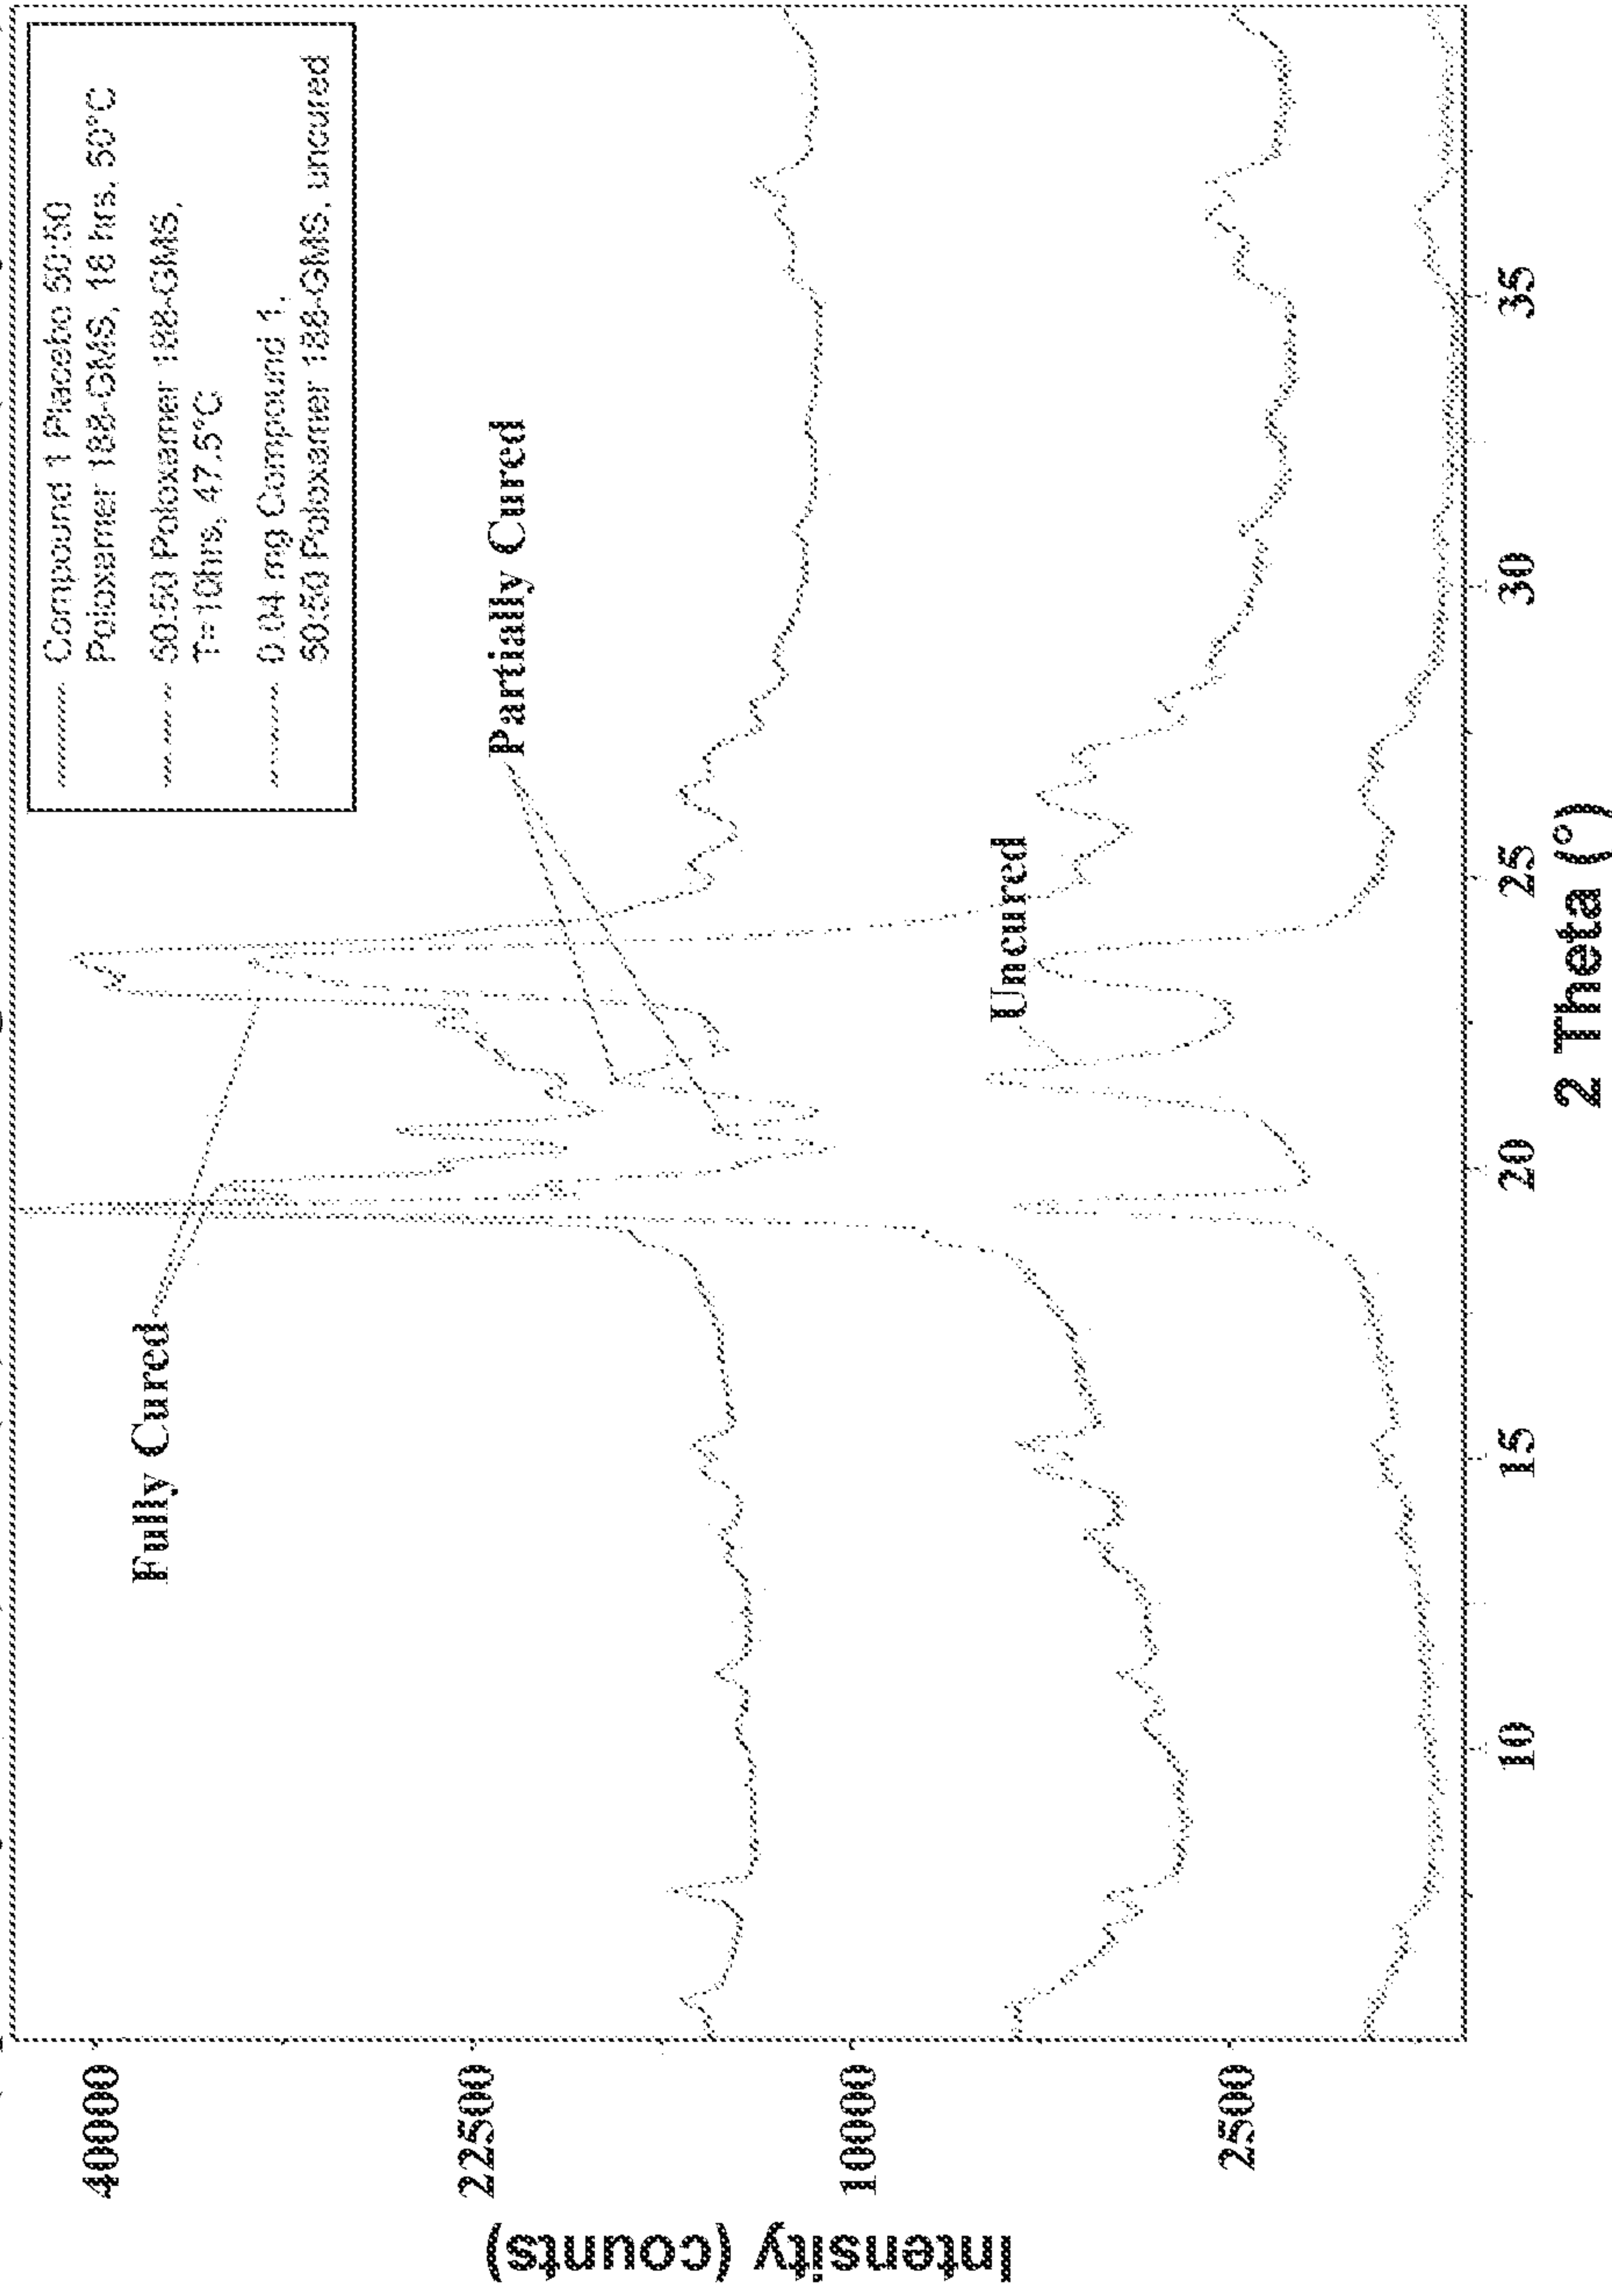 Compound 1 Placebo 50:50
Poloxamer 188-GMS, 18 hrs, 50°C
50:50 Poloxamer 188-GMS,
T=10hrs, 47.5°C
0.04 mg Compound 1,
50:50 Poloxamer 188-GMS, uncured
Fully Cured
Partially Cured
Uncured
Intensity (counts)
40000
22500
10000
2500
10
15
20
25
30
35
2 Theta (°)